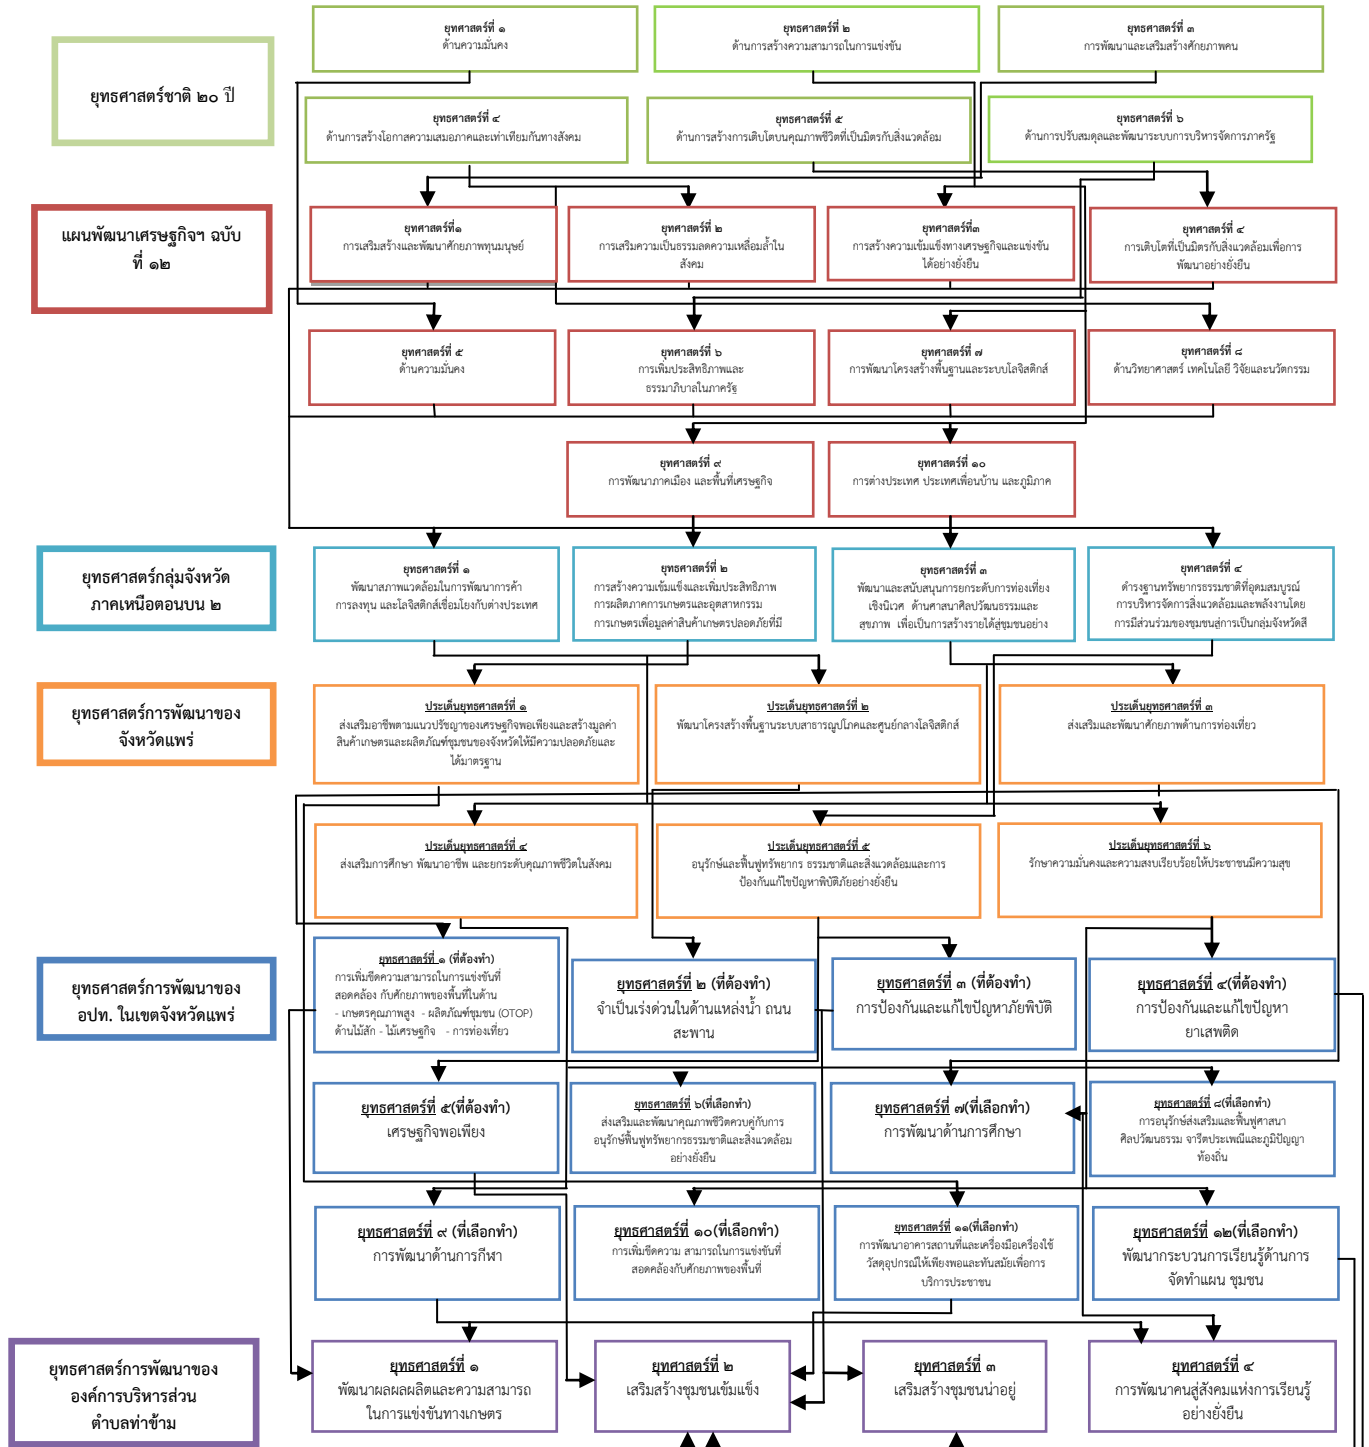 ยุทธศาสตร์ชาติ ๒๐ ปี
ยุทศาสตร์ที่ ๑
ด้านความมั่นคง
ยุทธศาสตร์ที่ ๒
ด้านการสร้างความสามารถในการแข่งขัน
ยุทธศาสตร์ที่ ๓
การพัฒนาและเสริมสร้างศักยภาพคน
ยุทธศาสตร์ที่ ๔
ด้านการสร้างโอกาสความเสมอภาคและเท่าเทียมกันทางสังคม
ยุทธศาสตร์ที่ ๕
ด้านการสร้างการเติบโตบนคุณภาพชีวิตที่เป็นมิตรกับสิ่งแวดล้อม
ยุทธศาสตร์ที่ ๖
ด้านการปรับสมดุลและพัฒนาระบบการบริหารจัดการภาครัฐ
แผนพัฒนาเศรษฐกิจฯ ฉบับ
ที่ ๑๒
ยุทศาสตร์ที่๑
การเสริมสร้างและพัฒนาศักยภาพทุนมนุษย์
ยุทศาสตร์ที่ ๒
การเสริมความเป็นธรรมลดความเหลื่อมล้ำใน
สังคม
ยุทศาสตร์ที่๓
การสร้างความเข้มแข็งทางเศรษฐกิจและแข่งขัน
ได้อย่างยั่งยืน
ยุทศาสตร์ที่ ๔
การเติบโตที่เป็นมิตรกับสิ่งแวดล้อมเพื่อการ
พัฒนาอย่างยั่งยืน
ยุทศาสตร์ที่ ๕
ด้านความมั่นคง
ยุทศาสตร์ที่ ๖
การเพิ่มประสิทธิภาพและ
ธรรมาภิบาลในภาครัฐ
ยุทศาสตร์ที่ ๗
การพัฒนาโครงสร้างพื้นฐานและระบบโลจิสติกส์
ยุทศาสตร์ที่ ๘
ด้านวิทยาศาสตร์ เทคโนโลยี วิจัยและนวัตกรรม
ยุทศาสตร์ที่ ๙
การพัฒนาภาคเมือง และพื้นที่เศรษฐกิจ
ยุทศาสตร์ที่ ๑๐
การต่างประเทศ ประเทศเพื่อนบ้าน และภูมิภาค
ยุทธศาสตร์กลุ่มจังหวัด
ภาคเหนือตอนบน ๒
ยุทธศาสตร์ที่ ๑
พัฒนาสภาพแวดล้อมในการพัฒนาการค้า
การลงทุน และโลจิสติกส์เชื่อมโยงกับต่างประเทศ
ยุทธศาสตร์ที่ ๒
การสร้างความเข้มแข็งและเพิ่มประสิทธิภาพ
การผลิตภาคการเกษตรและอุตสาหกรรม
การเกษตรเพื่อมูลค่าสินค้าเกษตรปลอดภัยที่มี
ยุทธศาสตร์ที่ ๓
พัฒนาและสนับสนุนการยกระดับการท่องเที่ยง
เชิงนิเวศ ด้านศาสนาศิลปวัฒนธรรมและ
สุขภาพ เพื่อเป็นการสร้างรายได้สู่ชุมชนอย่าง
ยุทธศาสตร์ที่ ๔
ดำรงฐานทรัพยากรธรรมชาติที่อุดมสมบูรณ์
การบริหารจัดการสิ่งแวดล้อมและพลังงานโดย
การมีส่วนร่วมของชุมชนสู่การเป็นกลุ่มจังหวัดสี
ยุทธศาสตร์การพัฒนาของ
จังหวัดแพร่
ประเด็นยุทธศาสตร์ที่ ๑
ส่งเสริมอาชีพตามแนวปรัชญาของเศรษฐกิจพอเพียงและสร้างมูลค่า
สินค้าเกษตรและผลิตภัณฑ์ชุมชนของจังหวัดให้มีความปลอดภัยและ
ได้มาตรฐาน
ประเด็นยุทธศาสตร์ที่ ๒
พัฒนาโครงสร้างพื้นฐานระบบสาธารณูปโภคและศูนย์กลางโลจิสติกส์
ประเด็นยุทธศาสตร์ที่ ๓
ส่งเสริมและพัฒนาศักยภาพด้านการท่องเที่ยว
ประเด็นยุทธศาสตร์ที่ ๔
ส่งเสริมการศึกษา พัฒนาอาชีพ และยกระดับคุณภาพชีวิตในสังคม
ประเด็นยุทธศาสตร์ที่ ๕
อนุรักษ์และฟื้นฟูทรัพยากร ธรรมชาติและสิ่งแวดล้อมและการ
ป้องกันแก้ไขปัญหาพิบัติภัยอย่างยั่งยืน
ประเด็นยุทธศาสตร์ที่ ๖
รักษาความมั่นคงและความสงบเรียบร้อยให้ประชาชนมีความสุข
ยุทธศาสตร์การพัฒนาของ
อปท. ในเขตจังหวัดแพร่
ยุทธศาสตร์ที่ ๑ (ที่ต้องทำ)
การเพิ่มขีดความสามารถในการแข่งขันที่
สอดคล้อง กับศักยภาพของพื้นที่ในด้าน
- เกษตรคุณภาพสูง - ผลิตภัณฑ์ชุมชน (OTOP)
ด้านไม้สัก - ไม้เศรษฐกิจ - การท่องเที่ยว
ยุทธศาสตร์ที่ ๒ (ที่ต้องทำ)
จำเป็นเร่งด่วนในด้านแหล่งน้ำ ถนน
สะพาน
ยุทธศาสตร์ที่ ๓ (ที่ต้องทำ)
การป้องกันและแก้ไขปัญหาภัยพิบัติ
ยุทธศาสตร์ที่ ๔(ที่ต้องทำ)
การป้องกันและแก้ไขปัญหา
ยาเสพติด
ยุทธศาสตร์ที่ ๕(ที่ต้องทำ)
เศรษฐกิจพอเพียง
ยุทธศาสตร์ที่ ๖(ที่เลือกทำ)
ส่งเสริมและพัฒนาคุณภาพชีวิตควบคู่กับการ
อนุรักษ์ฟื้นฟูทรัพยากรธรรมชาติและสิ่งแวดล้อม
อย่างยั่งยืน
ยุทธศาสตร์ที่ ๗(ที่เลือกทำ)
การพัฒนาด้านการศึกษา
ยุทธศาสตร์ที่ ๘(ที่เลือกทำ)
การอนุรักษ์ส่งเสริมและฟื้นฟูศาสนา
ศิลปวัฒนธรรม จารีตประเพณีและภูมิปัญญา
ท้องถิ่น
ยุทธศาสตร์ที่ ๙ (ที่เลือกทำ)
การพัฒนาด้านการกีฬา
ยุทธศาสตร์ที่ ๑๐(ที่เลือกทำ)
การเพิ่มขีดความ สามารถในการแข่งขันที่
สอดคล้องกับศักยภาพของพื้นที่
ยุทธศาสตร์ที่ ๑๑(ที่เลือกทำ)
การพัฒนาอาคารสถานที่และเครื่องมือเครื่องใช้
วัสดุอุปกรณ์ให้เพียงพอและทันสมัยเพื่อการ
บริการประชาชน
ยุทธศาสตร์ที่ ๑๒(ที่เลือกทำ)
พัฒนากระบวนการเรียนรู้ด้านการ
จัดทำแผน ชุมชน
ยุทธศาสตร์การพัฒนาของ
องค์การบริหารส่วน
ตำบลท่าข้าม
ยุทธศาสตร์ที่ ๑
พัฒนาผลผลผลิตและความสามารถ
ในการแข่งขันทางเกษตร
ยุทศาสตร์ที่ ๒
เสริมสร้างชุมชนเข้มแข็ง
ยุทศาสตร์ที่ ๓
เสริมสร้างชุมชนน่าอยู่
ยุทศาสตร์ที่ ๔
การพัฒนาคนสู่สังคมแห่งการเรียนรู้
อย่างยั่งยืน